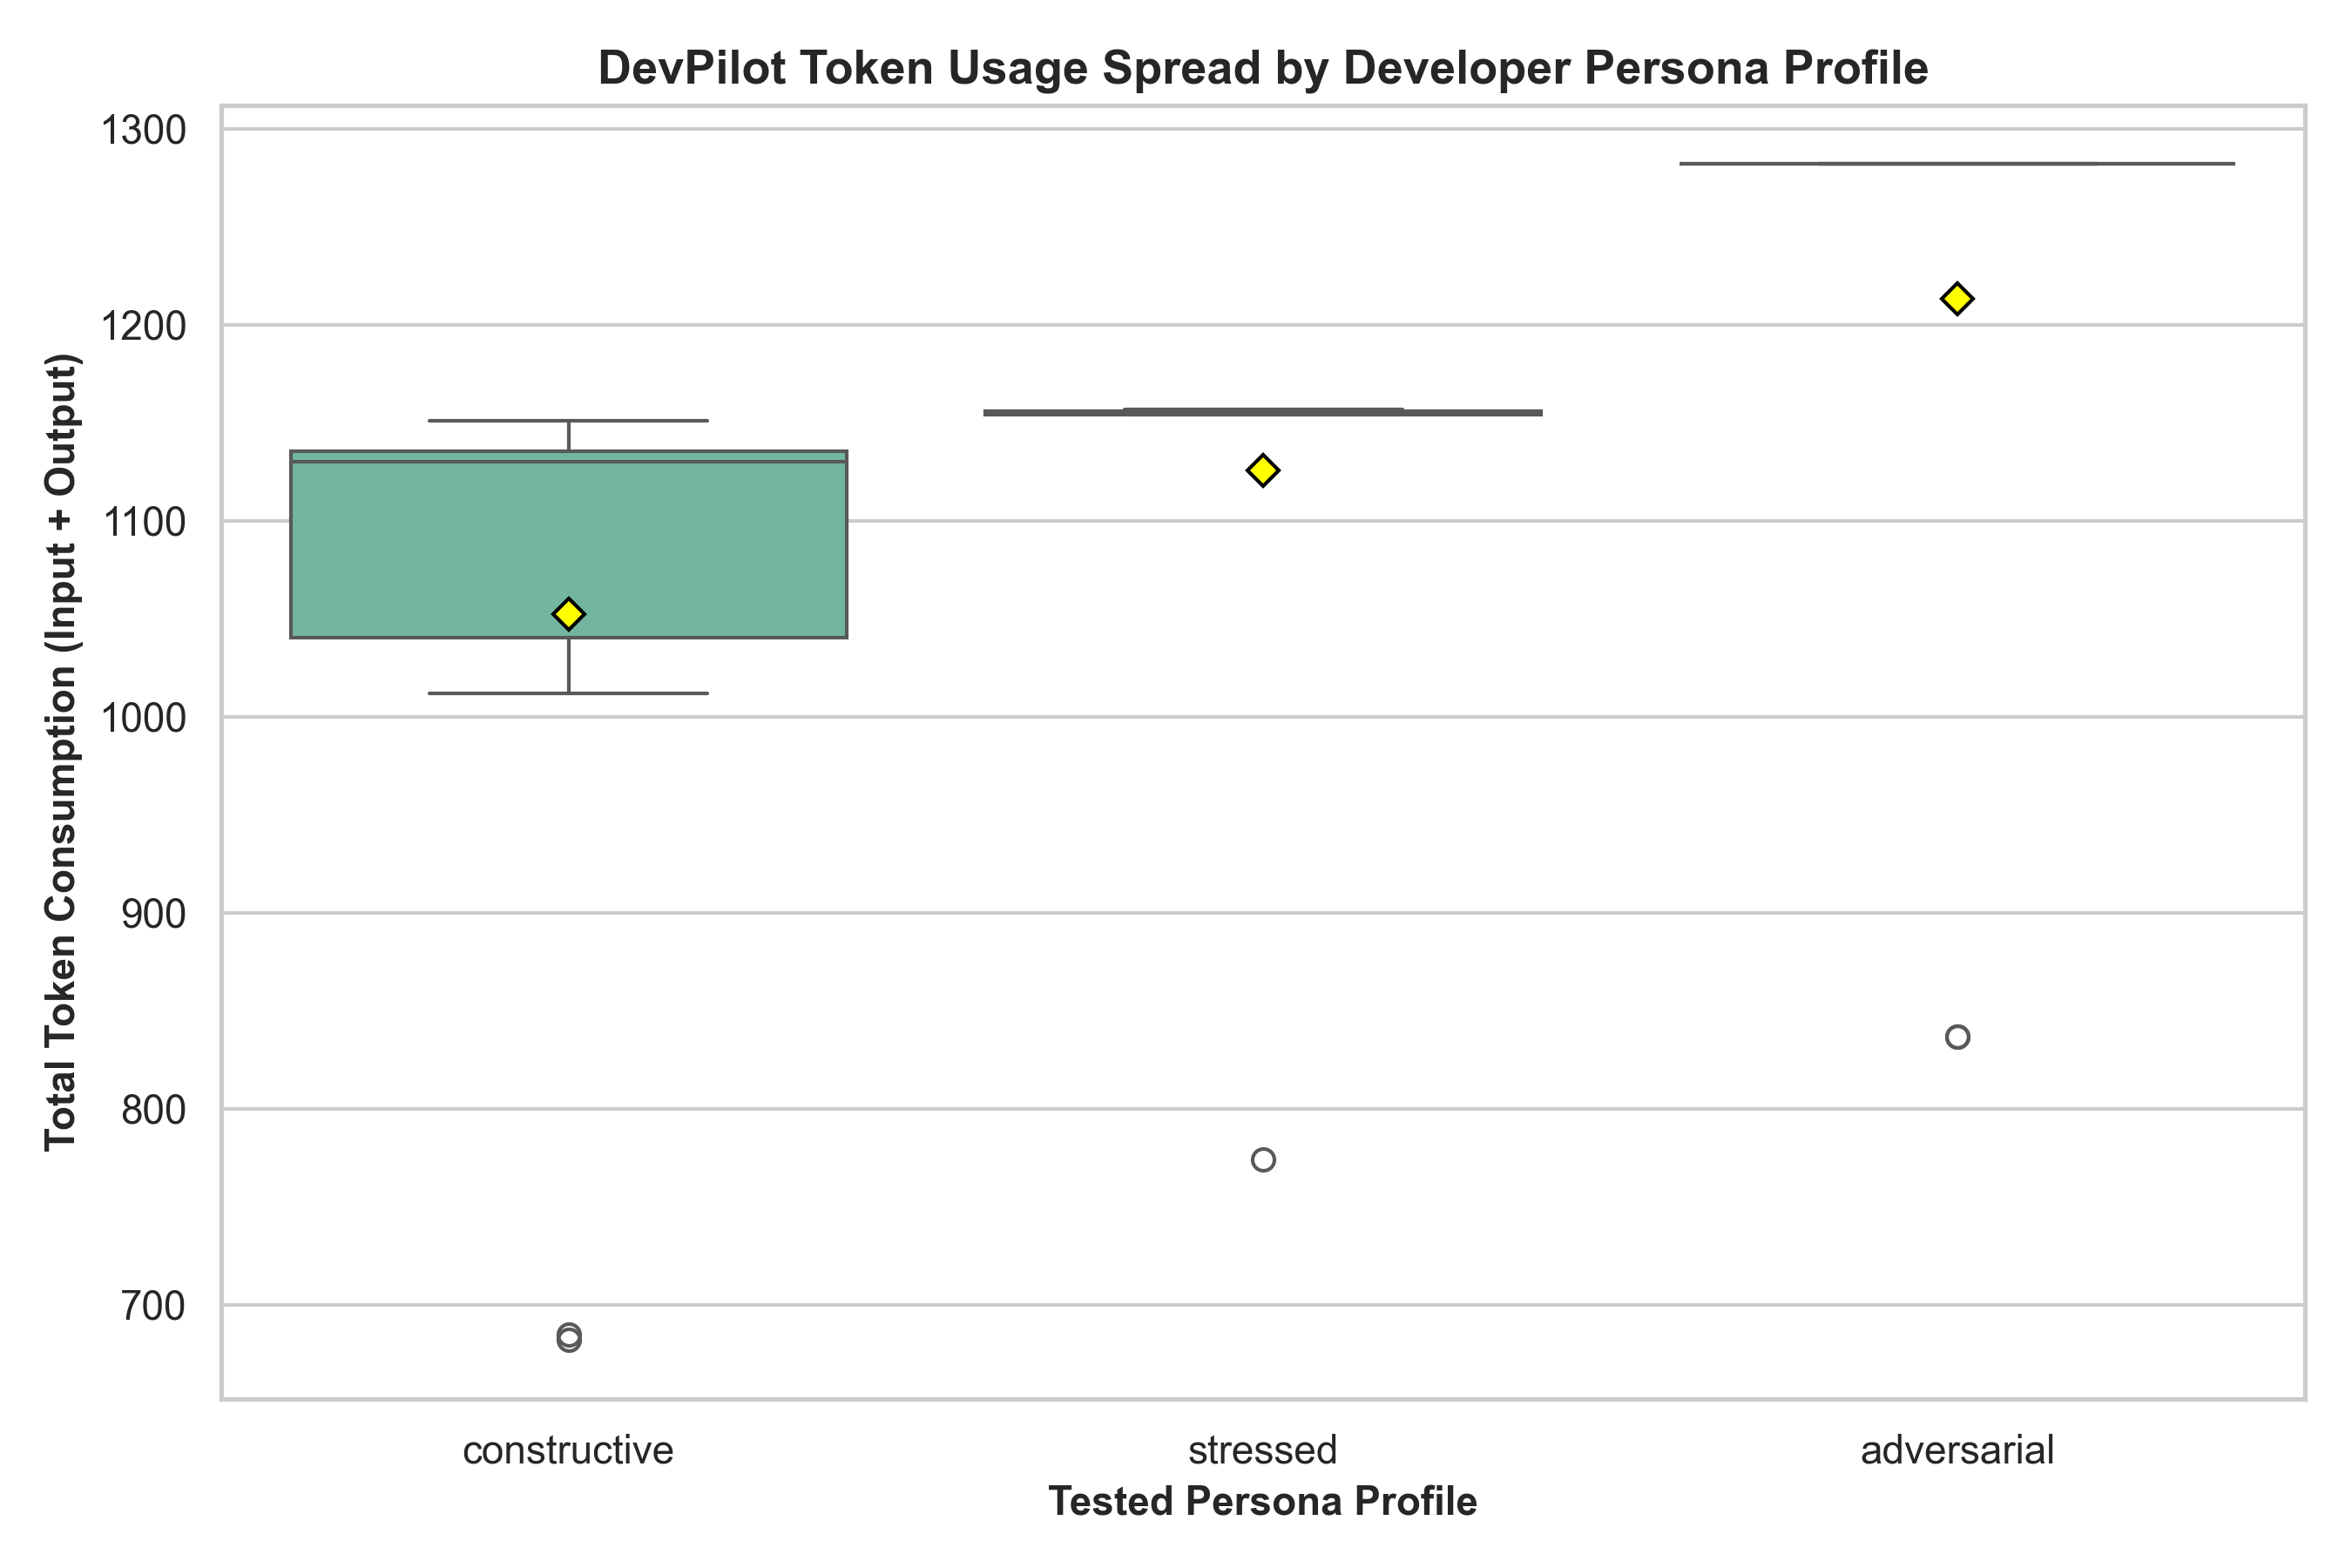 DevPilot Token Usage Spread by Developer Persona Profile
Total Token Consumption (Input + Output)
1300
1200
1100
1000
900
800
700
constructive
stressed
adversarial
Tested Persona Profile